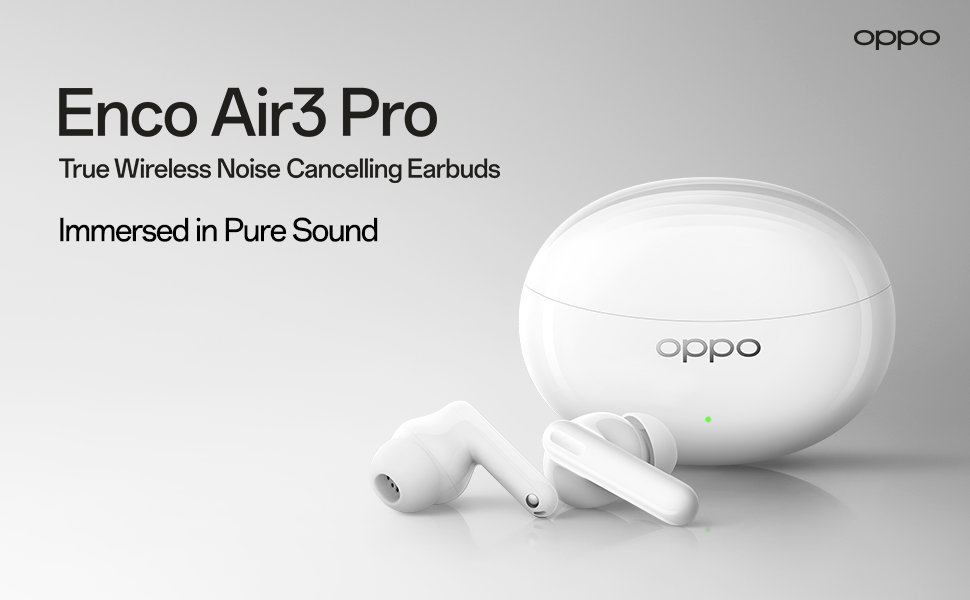 oppo
Enco Air3 Pro
True Wireless Noise Cancelling Earbuds
Immersed in Pure Sound
oppo